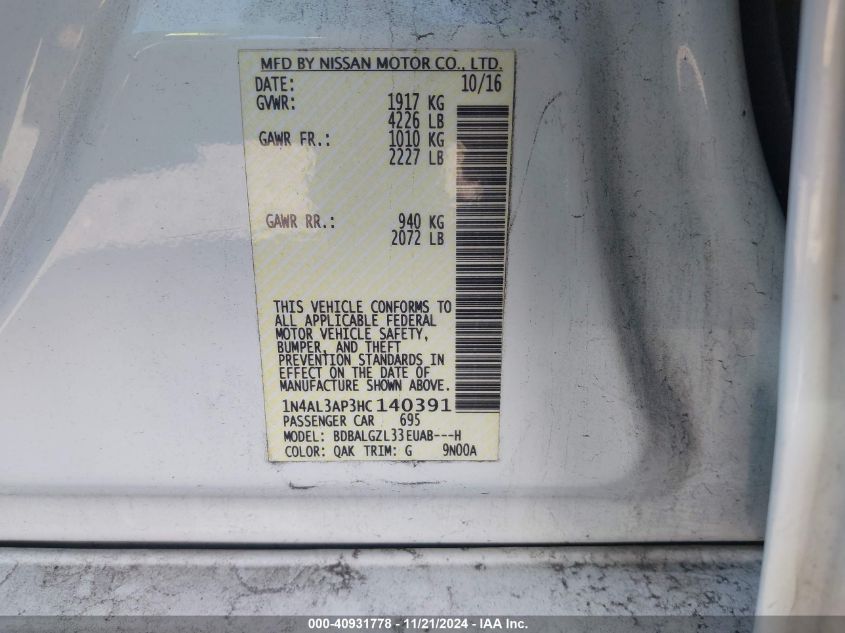 MFD BY NISSAN MOTOR CO., LTD.
DATE: 10/16
GVWR: 1917 KG
4226 LB
GAWR FR.: 1010 KG
2227 LB
GAWR RR.: 940 KG
2072 LB
THIS VEHICLE CONFORMS TO
ALL APPLICABLE FEDERAL
MOTOR VEHICLE SAFETY,
BUMPER, AND THEFT
PREVENTION STANDARDS IN
EFFECT ON THE DATE OF
MANUFACTURE SHOWN ABOVE.
1N4AL3AP3HC140391
PASSENGER CAR 695
MODEL: BDBALGZL33EUAB---H
COLOR: QAK TRIM: G 9N00A
000-40931778 - 11/21/2024 - IAA Inc.